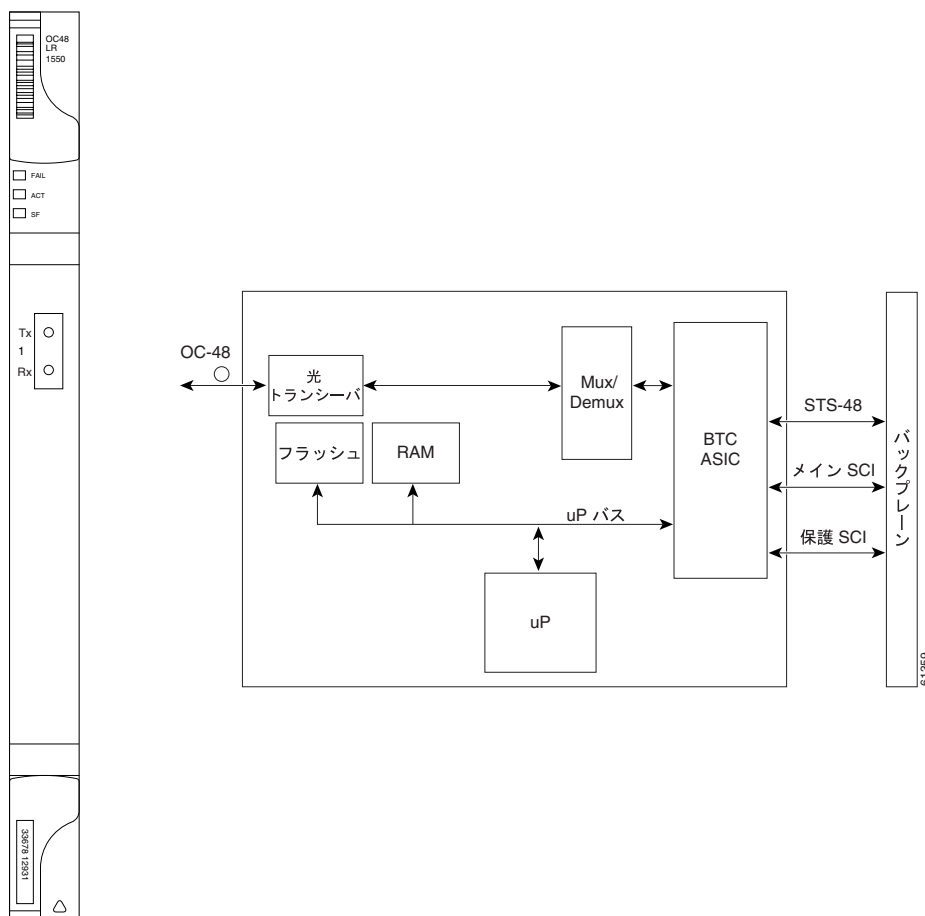 OC48
LR
1550
FAIL
ACT
SF
Tx
1
Rx
33678 12931
OC-48
光
トランシーバ
フラッシュ
RAM
Mux/
Demux
BTC
ASIC
uP バス
uP
STS-48
メイン SCI
保護 SCI
バックプレーン
61359